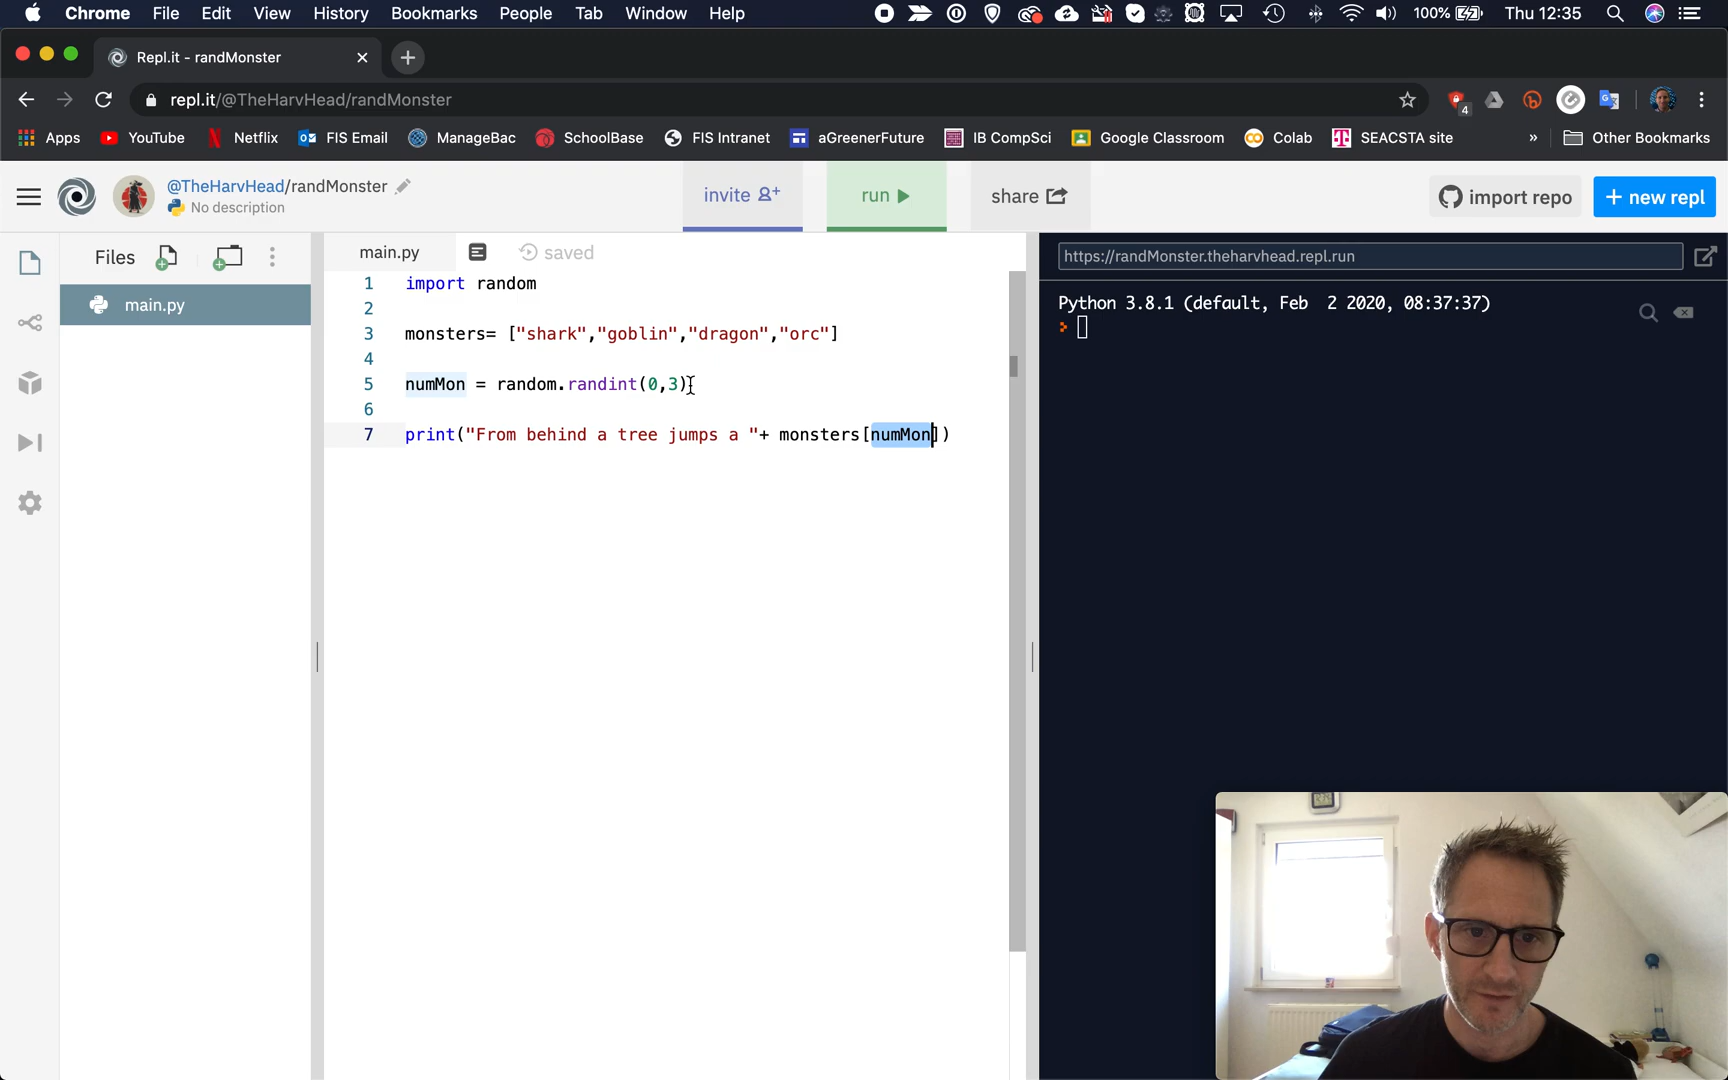 Chrome File Edit View History Bookmarks People Tab Window Help 100% Thu 12:35
Repl.it - randMonster
repl.it/@TheHarvHead/randMonster 4
Apps YouTube Netflix FIS Email ManageBac SchoolBase FIS Intranet aGreenerFuture IB CompSci Google Classroom Colab SEACSTA site » Other Bookmarks
@TheHarvHead/randMonster
No description
invite run share import repo + new repl
Files main.py saved https://randMonster.theharvhead.repl.run
main.py
1 import random
2
3 monsters= ["shark","goblin","dragon","orc"]
4
5 numMon = random.randint(0,3)
6
7 print("From behind a tree jumps a "+ monsters[numMon])
Python 3.8.1 (default, Feb  2 2020, 08:37:37)